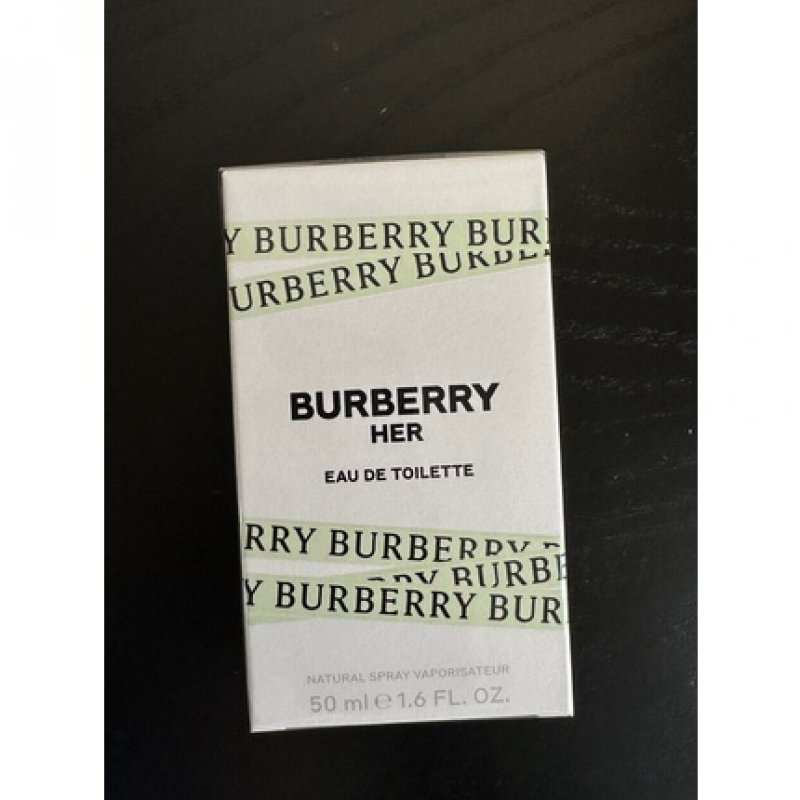 Y BURBERRY BUR
URBERRY BURBE
BURBERRY
HER
EAU DE TOILETTE
RRY BURBERRY
RRY BURBE
Y BURBERRY BUR
NATURAL SPRAY VAPORISATEUR
50 ml ℮ 1.6 FL. OZ.